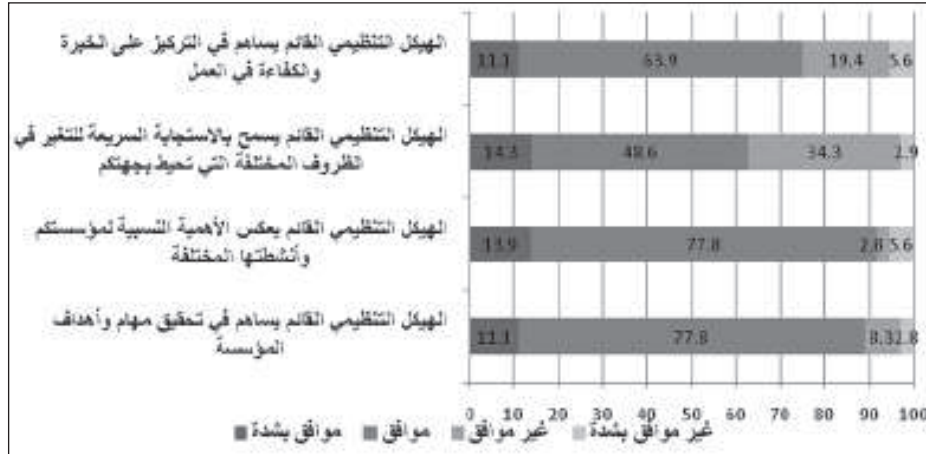 الهيكل التنظيمي القائم يساهم في التركيز على الخبرة
والكفاءة في العمل
11.1 63.9 19.4 5.6
الهيكل التنظيمي القائم يسمح بالاستجابة السريعة للتغير في
الظروف المختلفة التي تحيط بجهتكم
14.3 48.6 34.3 2.9
الهيكل التنظيمي القائم يعكس الأهمية النسبية لمؤسستكم
وأنشطتها المختلفة
13.9 77.8 2.8 5.6
الهيكل التنظيمي القائم يساهم في تحقيق مهام وأهداف
المؤسسة
11.1 77.8 8.3 2.8
0 10 20 30 40 50 60 70 80 90 100
موافق بشدة موافق غير موافق غير موافق بشدة